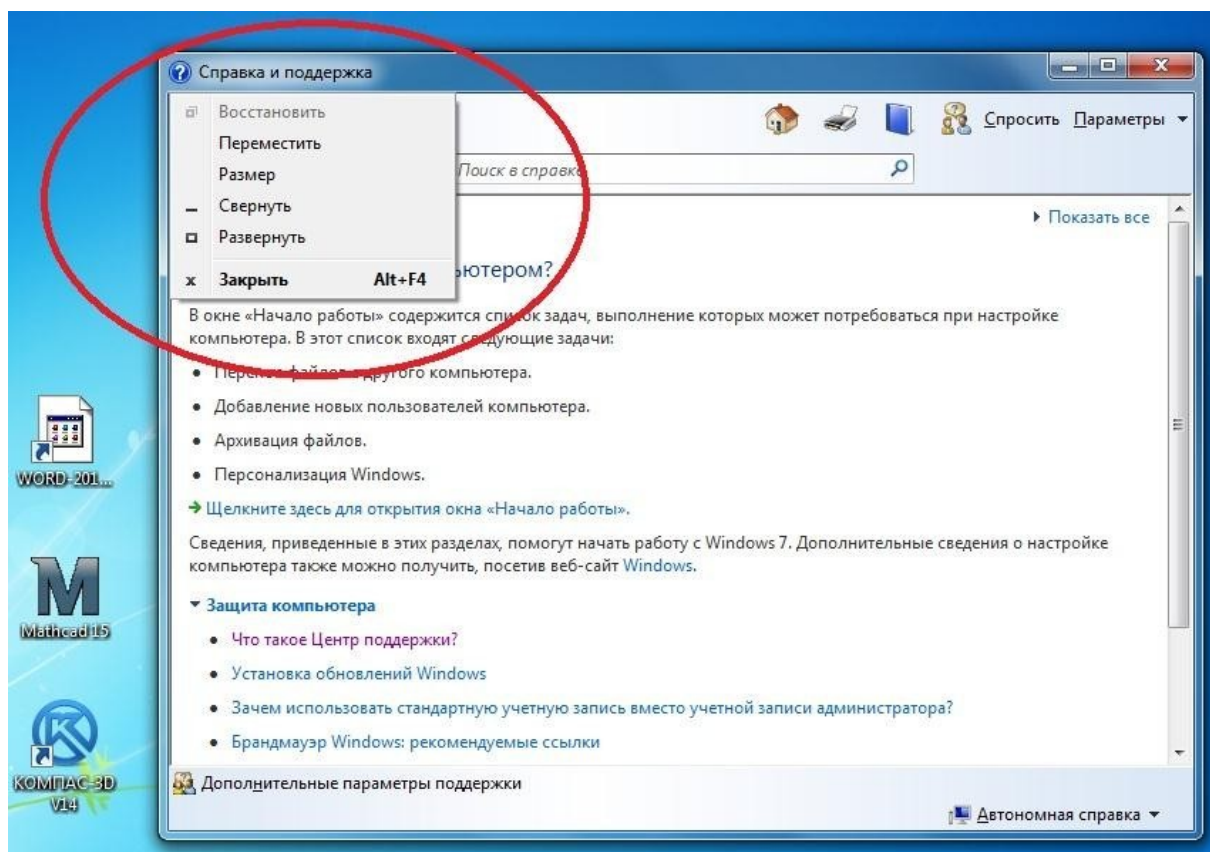 Справка и поддержка
Восстановить
Переместить
Размер
Свернуть
Развернуть
Закрыть Alt+F4
Спросить Параметры
Поиск в справке
Показать все
ьютером?
В окне «Начало работы» содержится список задач, выполнение которых может потребоваться при настройке
компьютера. В этот список входят следующие задачи:
• Перенос файлов с другого компьютера.
• Добавление новых пользователей компьютера.
• Архивация файлов.
• Персонализация Windows.
Щелкните здесь для открытия окна «Начало работы».
Сведения, приведенные в этих разделах, помогут начать работу с Windows 7. Дополнительные сведения о настройке
компьютера также можно получить, посетив веб-сайт Windows.
Защита компьютера
• Что такое Центр поддержки?
• Установка обновлений Windows
• Зачем использовать стандартную учетную запись вместо учетной записи администратора?
• Брандмауэр Windows: рекомендуемые ссылки
Дополнительные параметры поддержки
Автономная справка
WORD-201...
Mathcad 15
КОМПАС-3D
V14